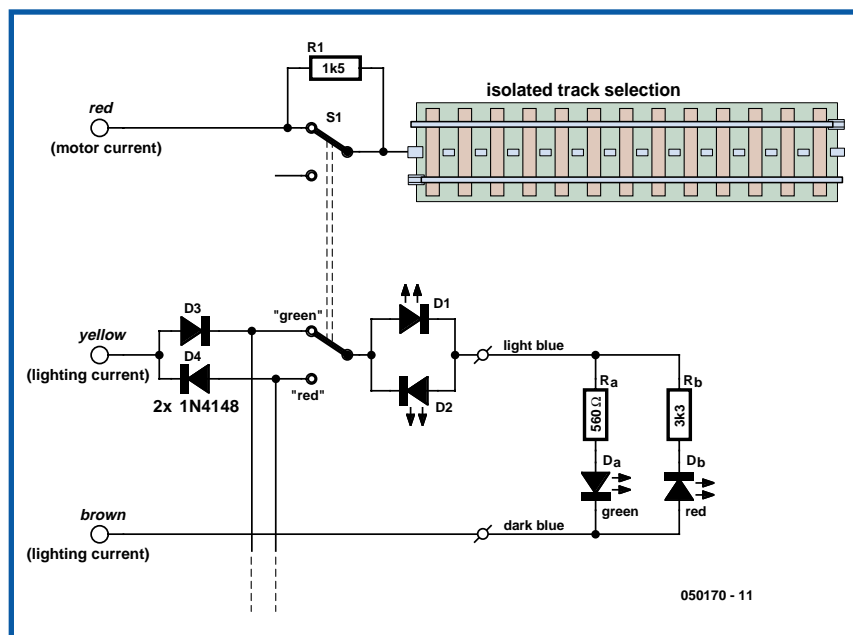 R1
1k5
isolated track selection
red
(motor current)
S1
D3
"green"
D1
yellow
(lighting current)
D4
2x 1N4148
"red"
D2
light blue
Ra
560Ω
Rb
3k3
Da
green
Db
red
brown
(lighting current)
dark blue
050170 - 11